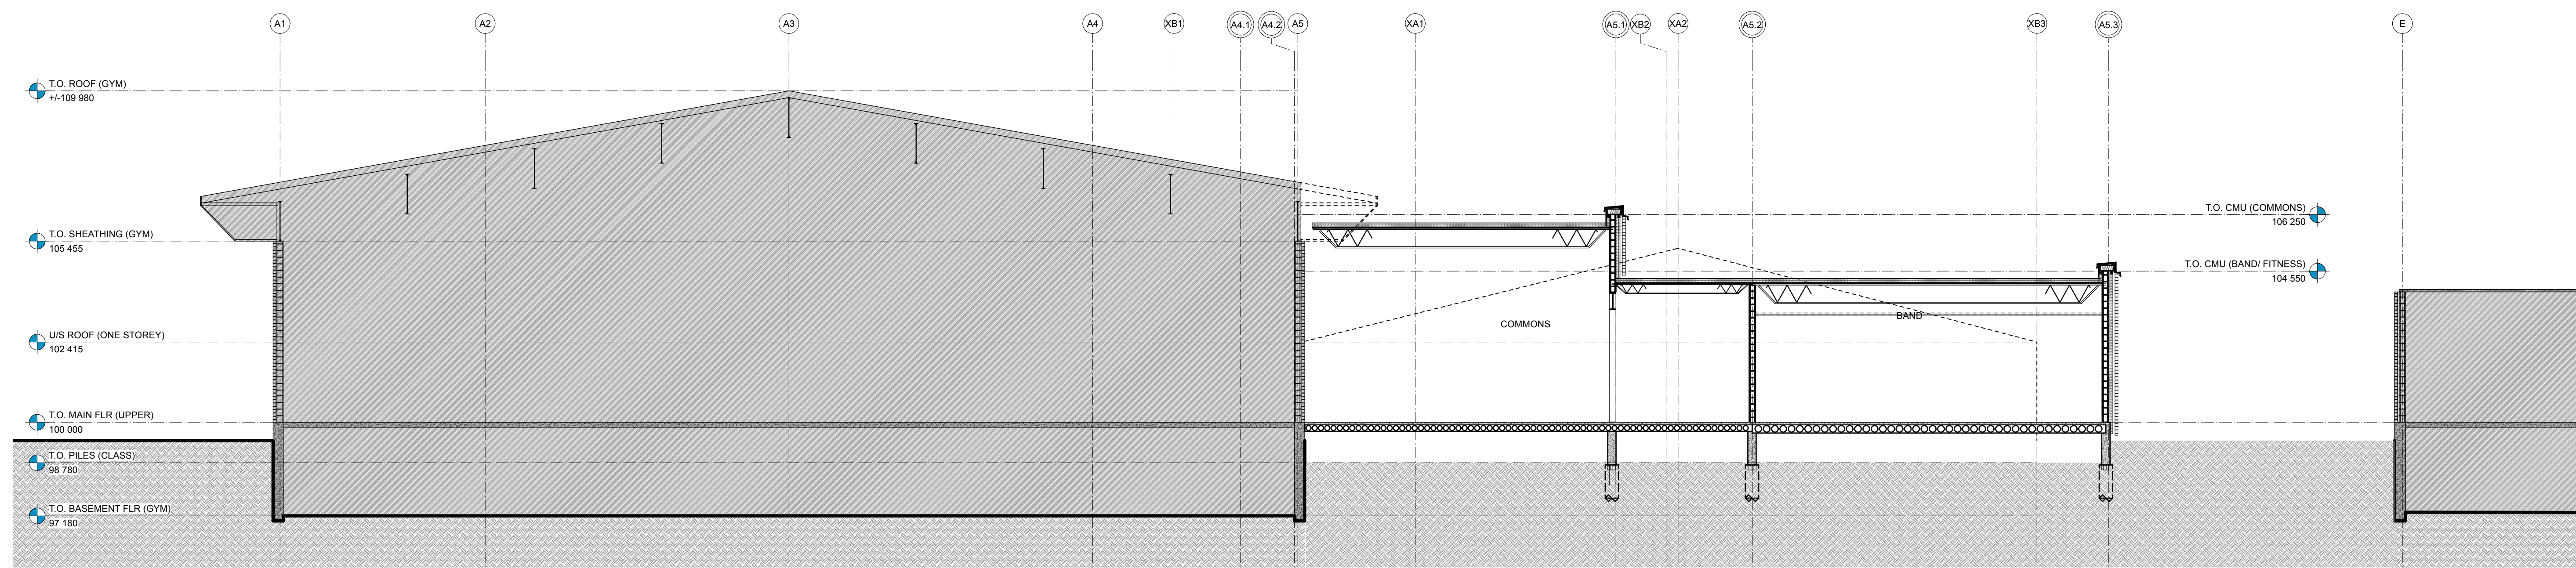 A1 A2 A3 A4 XB1 A4.1 A4.2 A5 XA1 A5.1 XB2 XA2 A5.2 XB3 A5.3 E
T.O. ROOF (GYM)
+/-109 980
T.O. CMU (COMMONS)
106 250
T.O. SHEATHING (GYM)
105 455
T.O. CMU (BAND/ FITNESS)
104 550
BAND
COMMONS
U/S ROOF (ONE STOREY)
102 415
T.O. MAIN FLR (UPPER)
100 000
T.O. PILES (CLASS)
98 780
T.O. BASEMENT FLR (GYM)
97 180